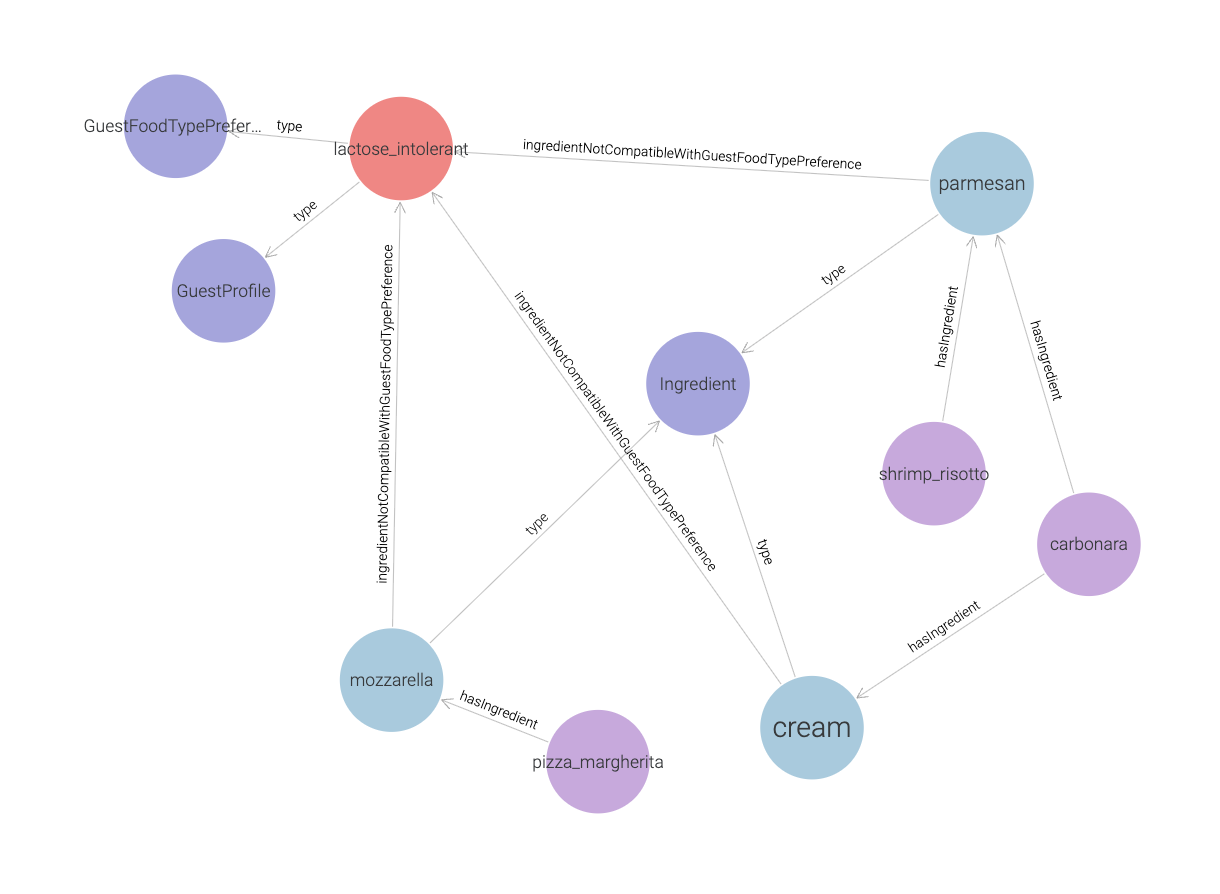 GuestFoodTypePrefer...
type
lactose_intolerant
ingredientNotCompatibleWithGuestFoodTypePreference
parmesan
type
GuestProfile
type
ingredientNotCompatibleWithGuestFoodTypePreference
ingredientNotCompatibleWithGuestFoodTypePreference
hasIngredient
hasIngredient
Ingredient
shrimp_risotto
type
type
carbonara
hasIngredient
mozzarella
hasIngredient
cream
pizza_margherita